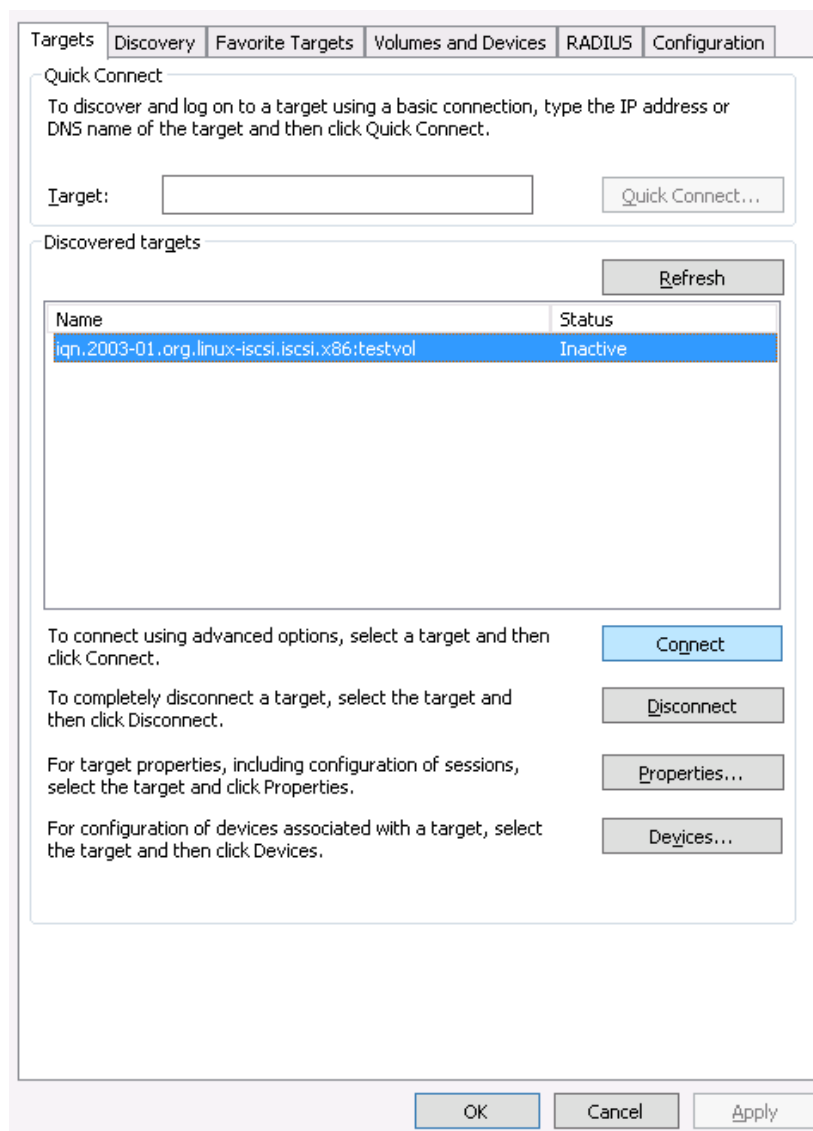 Targets Discovery Favorite Targets Volumes and Devices RADIUS Configuration
Quick Connect
To discover and log on to a target using a basic connection, type the IP address or
DNS name of the target and then click Quick Connect.
Target: Quick Connect...
Discovered targets
Refresh
Name Status
iqn.2003-01.org.linux-iscsi.iscsi.x86:testvol Inactive
To connect using advanced options, select a target and then
click Connect.
Connect
To completely disconnect a target, select the target and
then click Disconnect.
Disconnect
For target properties, including configuration of sessions,
select the target and click Properties.
Properties...
For configuration of devices associated with a target, select
the target and then click Devices.
Devices...
OK Cancel Apply